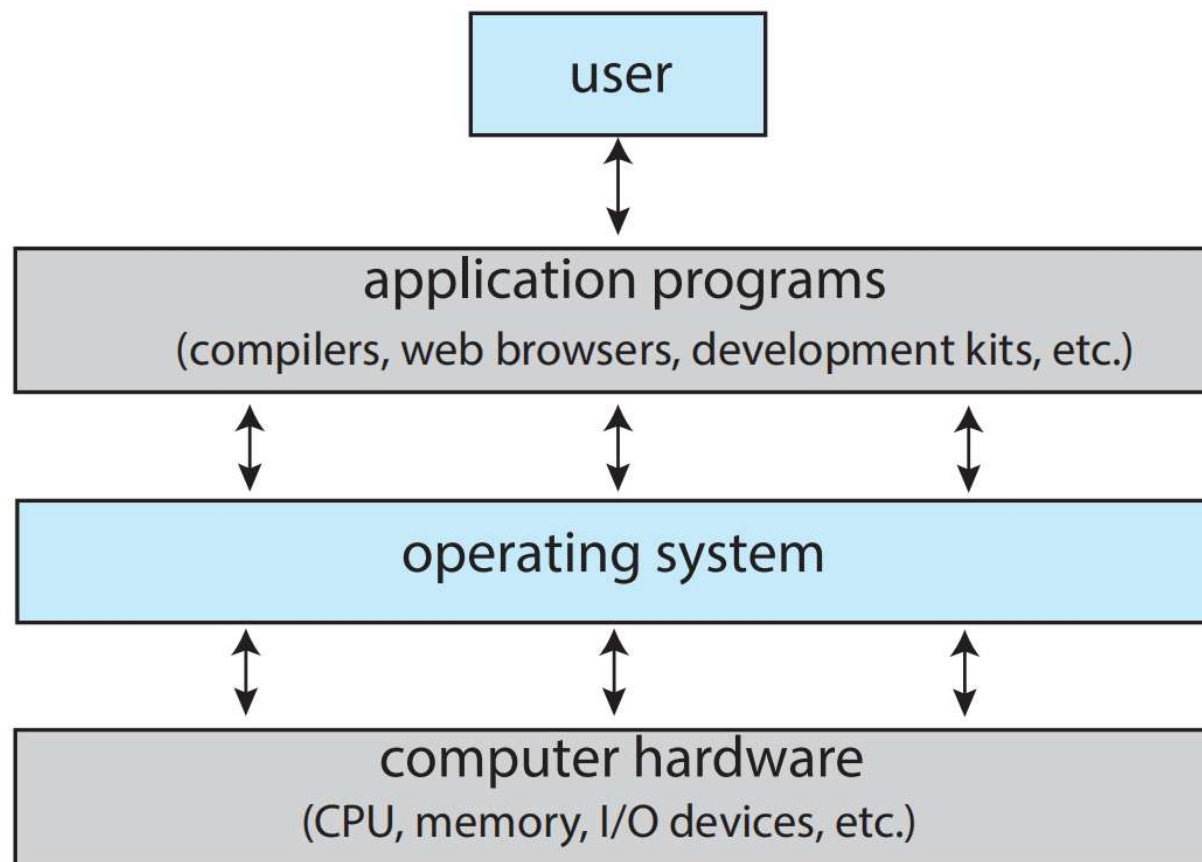 user
application programs
(compilers, web browsers, development kits, etc.)
operating system
computer hardware
(CPU, memory, I/O devices, etc.)